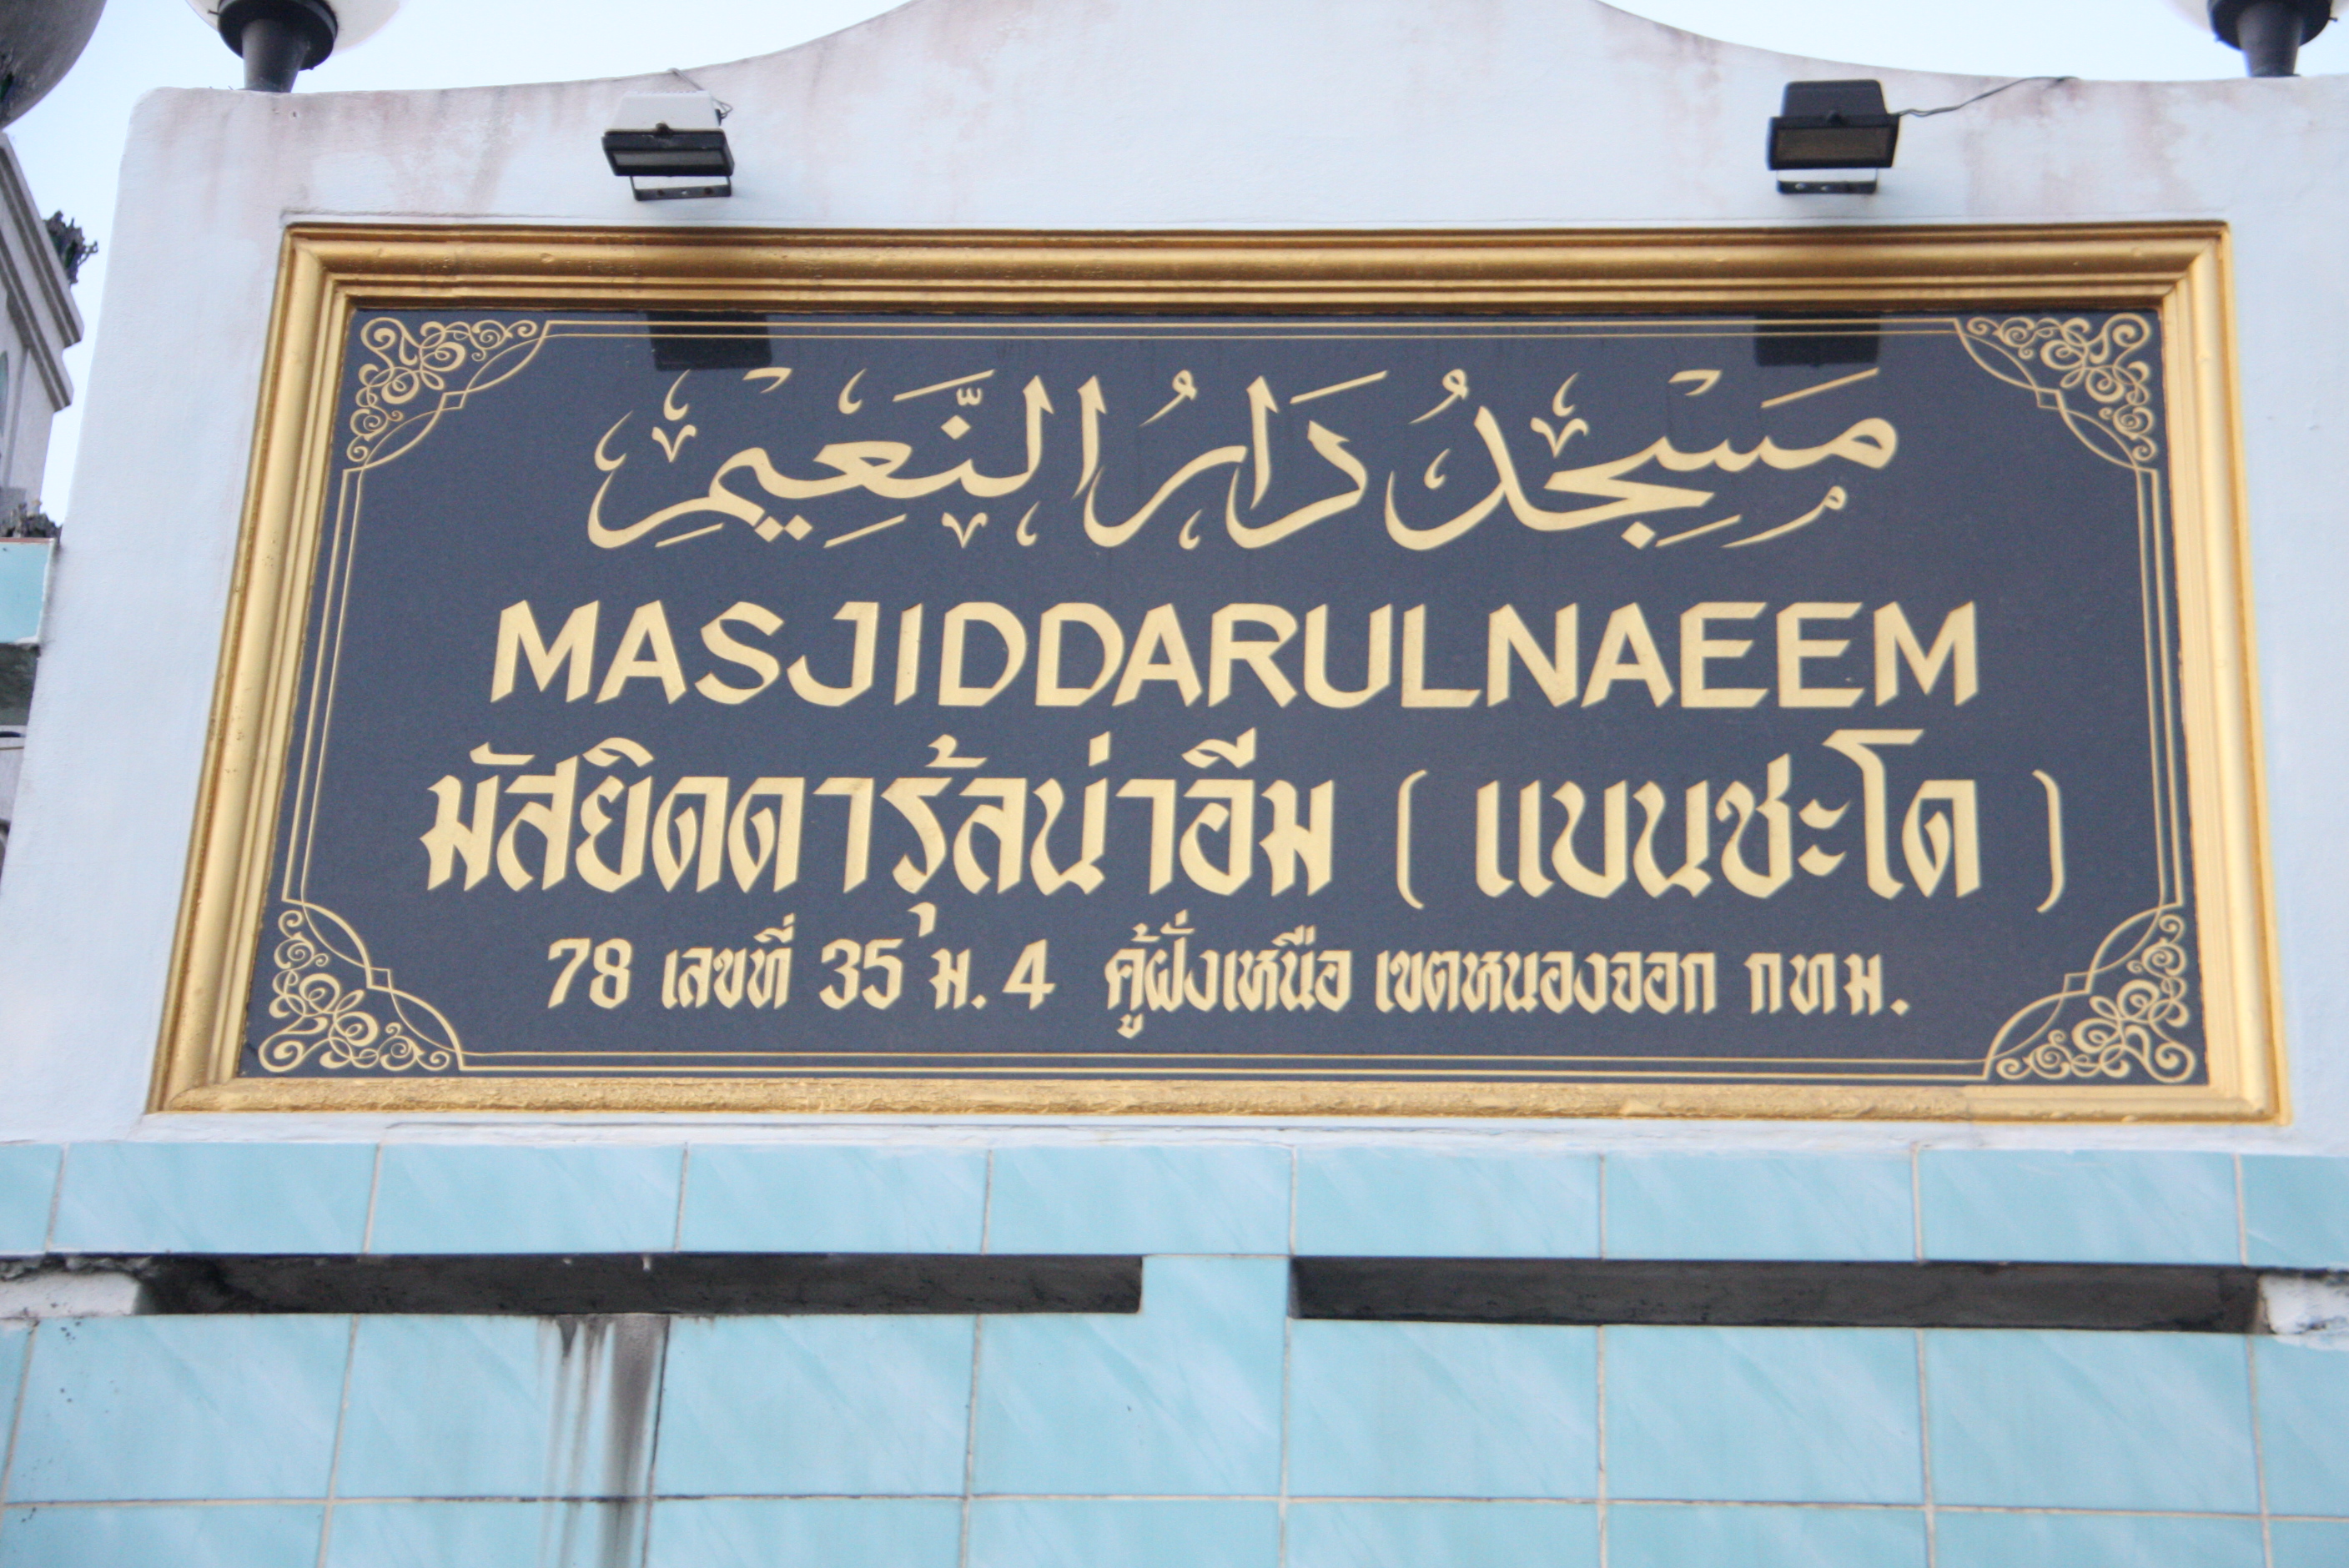 مَسْجِدُ دَارُ النَّعِيْمِ
MASJIDDARULNAEEM
มัสยิดดารุ้ลน่าอีม ( แบนชะโด )
78 เลขที่ 35 ม. 4 คู้ฝั่งเหนือ เขตหนองจอก กทม.